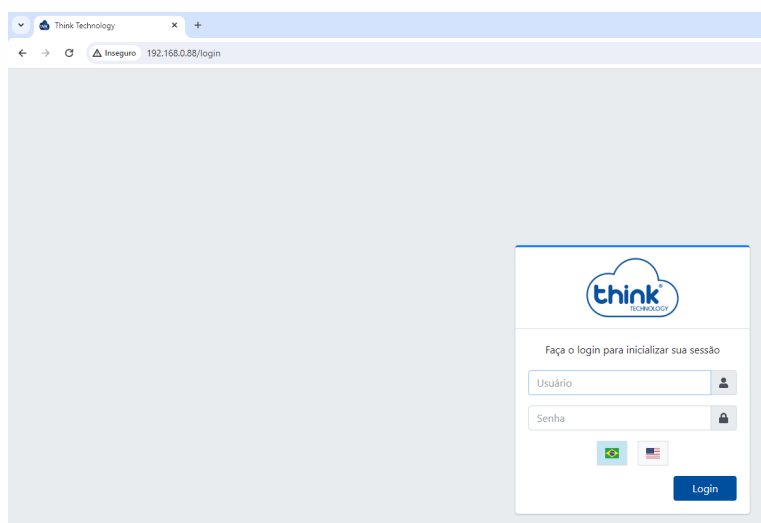 Think Technology
Inseguro 192.168.0.88/login
think
TECHNOLOGY
Faça o login para inicializar sua sessão
Usuário
Senha
Login